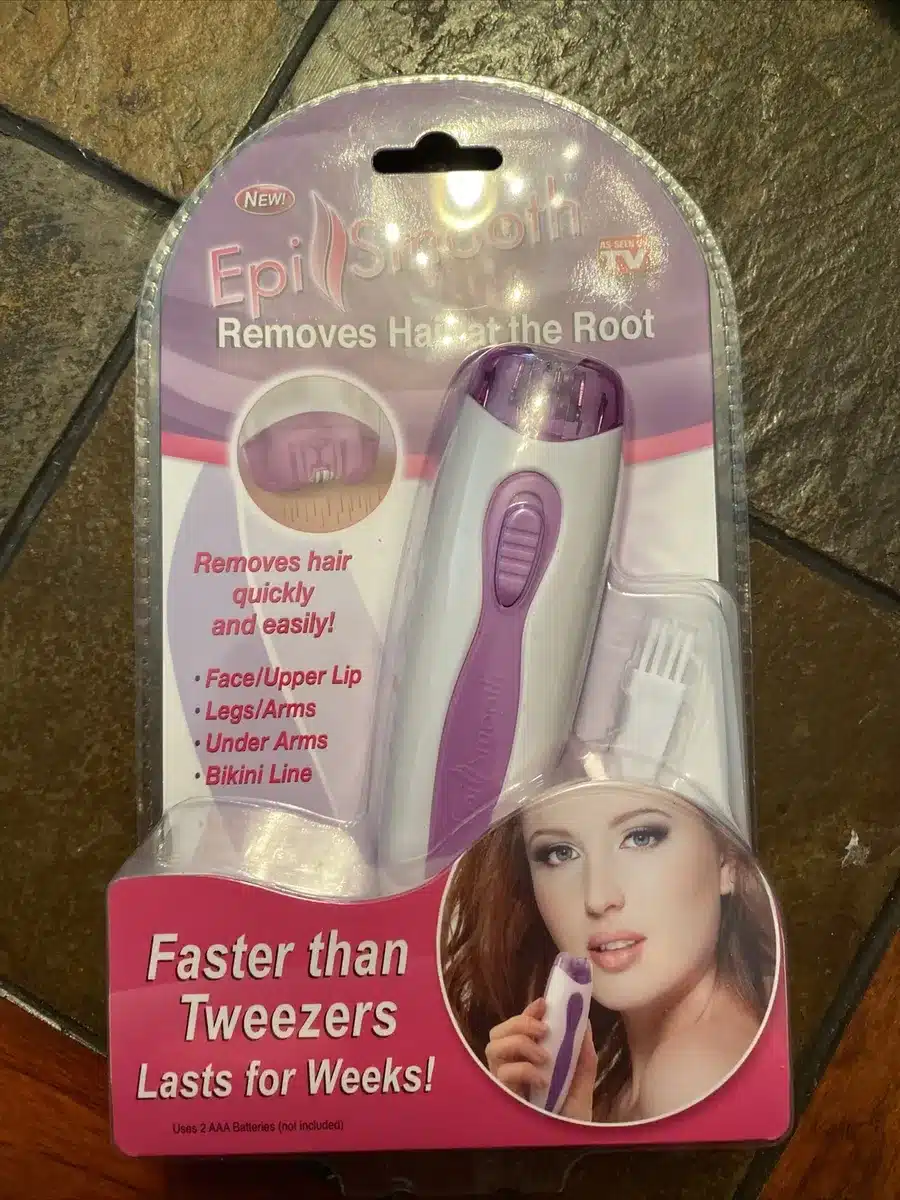 NEW!
Epi Smooth™
AS SEEN ON
TV
Removes Hair at the Root
Removes hair
quickly
and easily!
• Face/Upper Lip
• Legs/Arms
• Under Arms
• Bikini Line
Epi Smooth
Faster than
Tweezers
Lasts for Weeks!
Uses 2 AAA Batteries (not included)